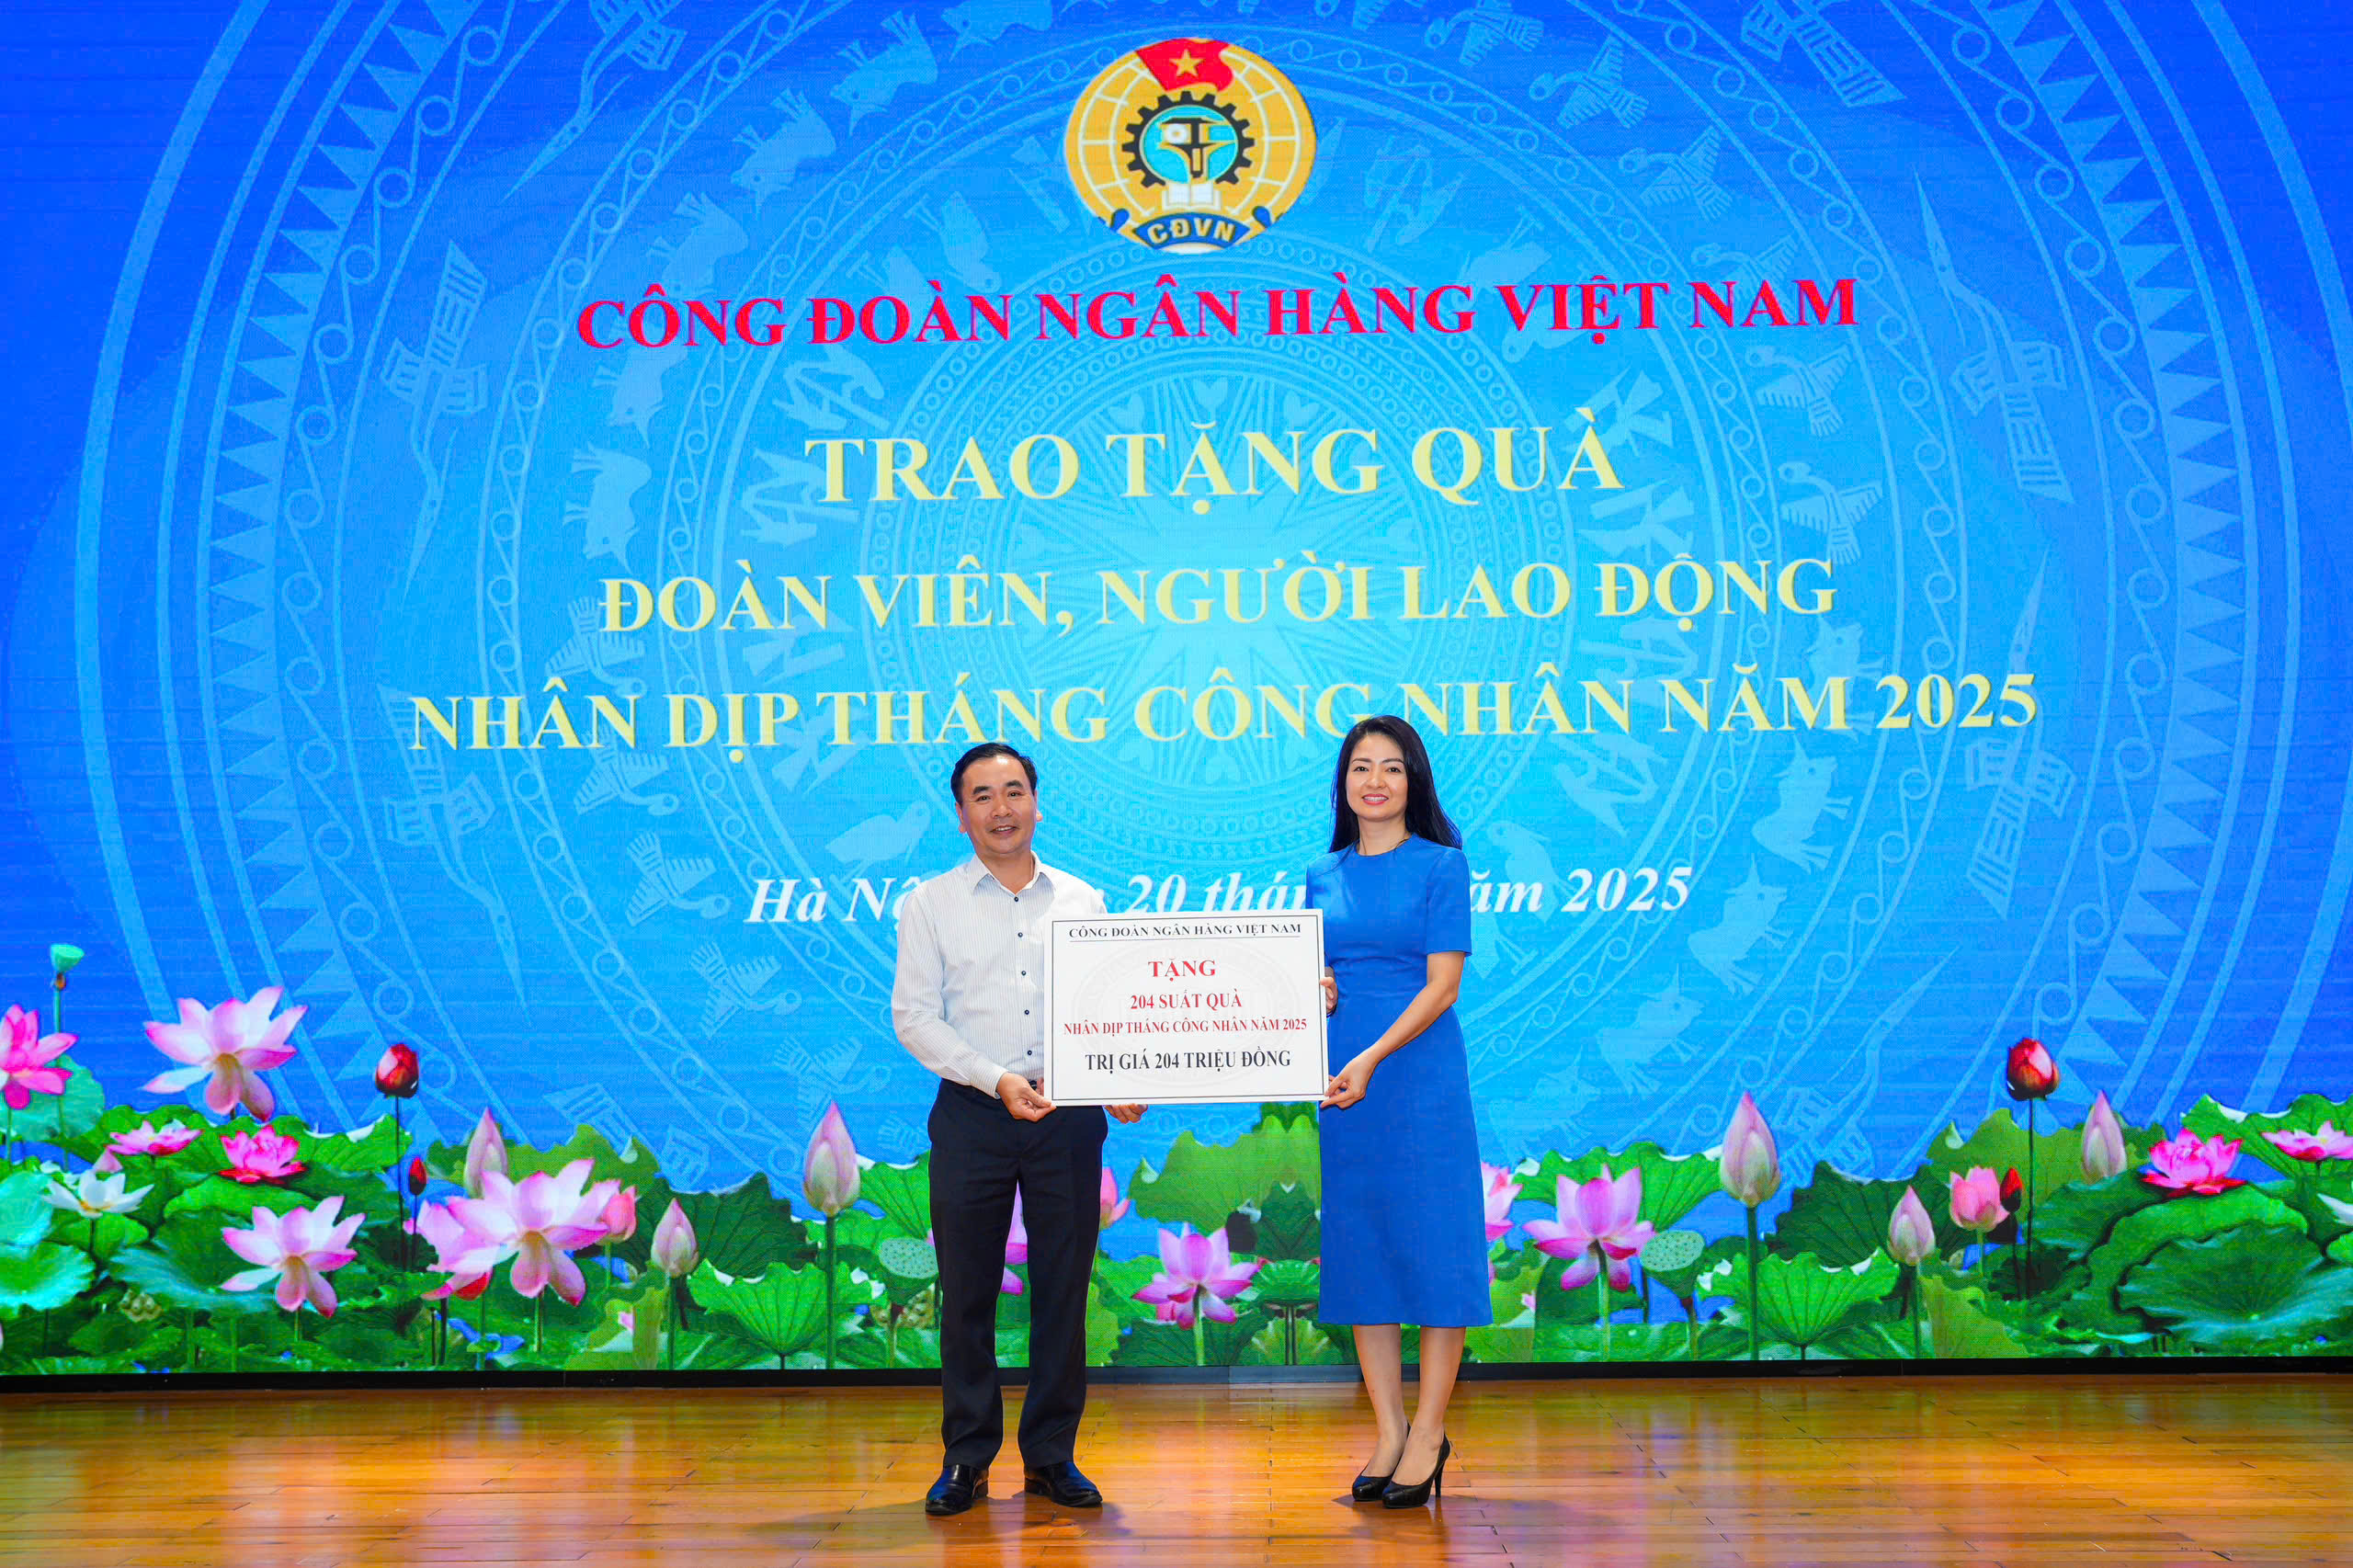 CĐVN
CÔNG ĐOÀN NGÂN HÀNG VIỆT NAM
TRAO TẶNG QUÀ
ĐOÀN VIÊN, NGƯỜI LAO ĐỘNG
NHÂN DỊP THÁNG CÔNG NHÂN NĂM 2025
Hà 20 2025
CÔNG ĐOÀN NGÂN HÀNG VIỆT NAM
TẶNG
204 SUẤT QUÀ
NHÂN DỊP THÁNG CÔNG NHÂN NĂM 2025
TRỊ GIÁ 204 TRIỆU ĐỒNG